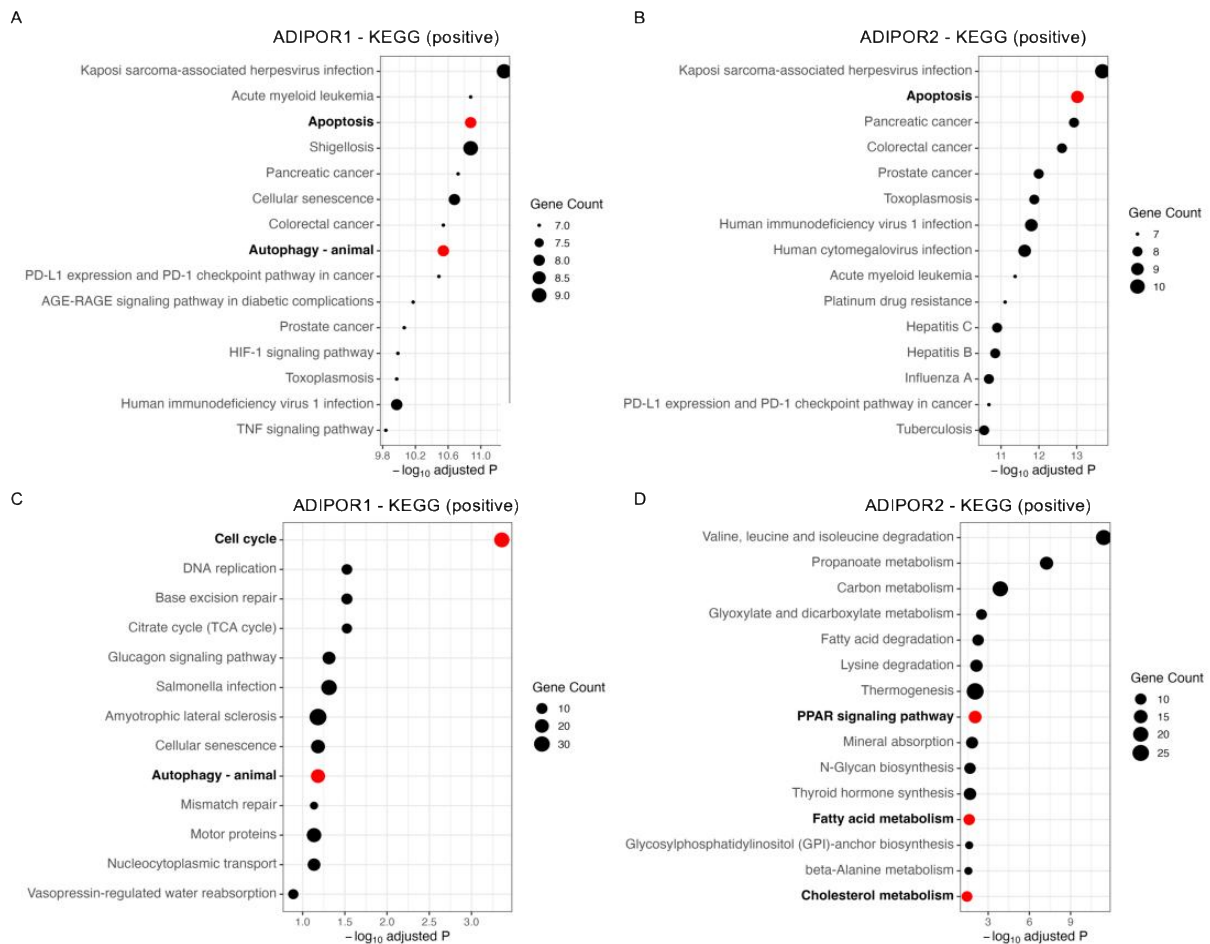 A
ADIPOR1 - KEGG (positive)
Kaposi sarcoma-associated herpesvirus infection
Acute myeloid leukemia
Apoptosis
Shigellosis
Pancreatic cancer
Cellular senescence
Colorectal cancer
Autophagy - animal
PD-L1 expression and PD-1 checkpoint pathway in cancer
AGE-RAGE signaling pathway in diabetic complications
Prostate cancer
HIF-1 signaling pathway
Toxoplasmosis
Human immunodeficiency virus 1 infection
TNF signaling pathway
9.8 10.2 10.6 11.0
−log10 adjusted P
Gene Count
7.0
7.5
8.0
8.5
9.0
B
ADIPOR2 - KEGG (positive)
Kaposi sarcoma-associated herpesvirus infection
Apoptosis
Pancreatic cancer
Colorectal cancer
Prostate cancer
Toxoplasmosis
Human immunodeficiency virus 1 infection
Human cytomegalovirus infection
Acute myeloid leukemia
Platinum drug resistance
Hepatitis C
Hepatitis B
Influenza A
PD-L1 expression and PD-1 checkpoint pathway in cancer
Tuberculosis
11 12 13
−log10 adjusted P
Gene Count
7
8
9
10
C
ADIPOR1 - KEGG (positive)
Cell cycle
DNA replication
Base excision repair
Citrate cycle (TCA cycle)
Glucagon signaling pathway
Salmonella infection
Amyotrophic lateral sclerosis
Cellular senescence
Autophagy - animal
Mismatch repair
Motor proteins
Nucleocytoplasmic transport
Vasopressin-regulated water reabsorption
1.0 1.5 2.0 2.5 3.0
−log10 adjusted P
Gene Count
10
20
30
D
ADIPOR2 - KEGG (positive)
Valine, leucine and isoleucine degradation
Propanoate metabolism
Carbon metabolism
Glyoxylate and dicarboxylate metabolism
Fatty acid degradation
Lysine degradation
Thermogenesis
PPAR signaling pathway
Mineral absorption
N-Glycan biosynthesis
Thyroid hormone synthesis
Fatty acid metabolism
Glycosylphosphatidylinositol (GPI)-anchor biosynthesis
beta-Alanine metabolism
Cholesterol metabolism
3 6 9
−log10 adjusted P
Gene Count
10
15
20
25